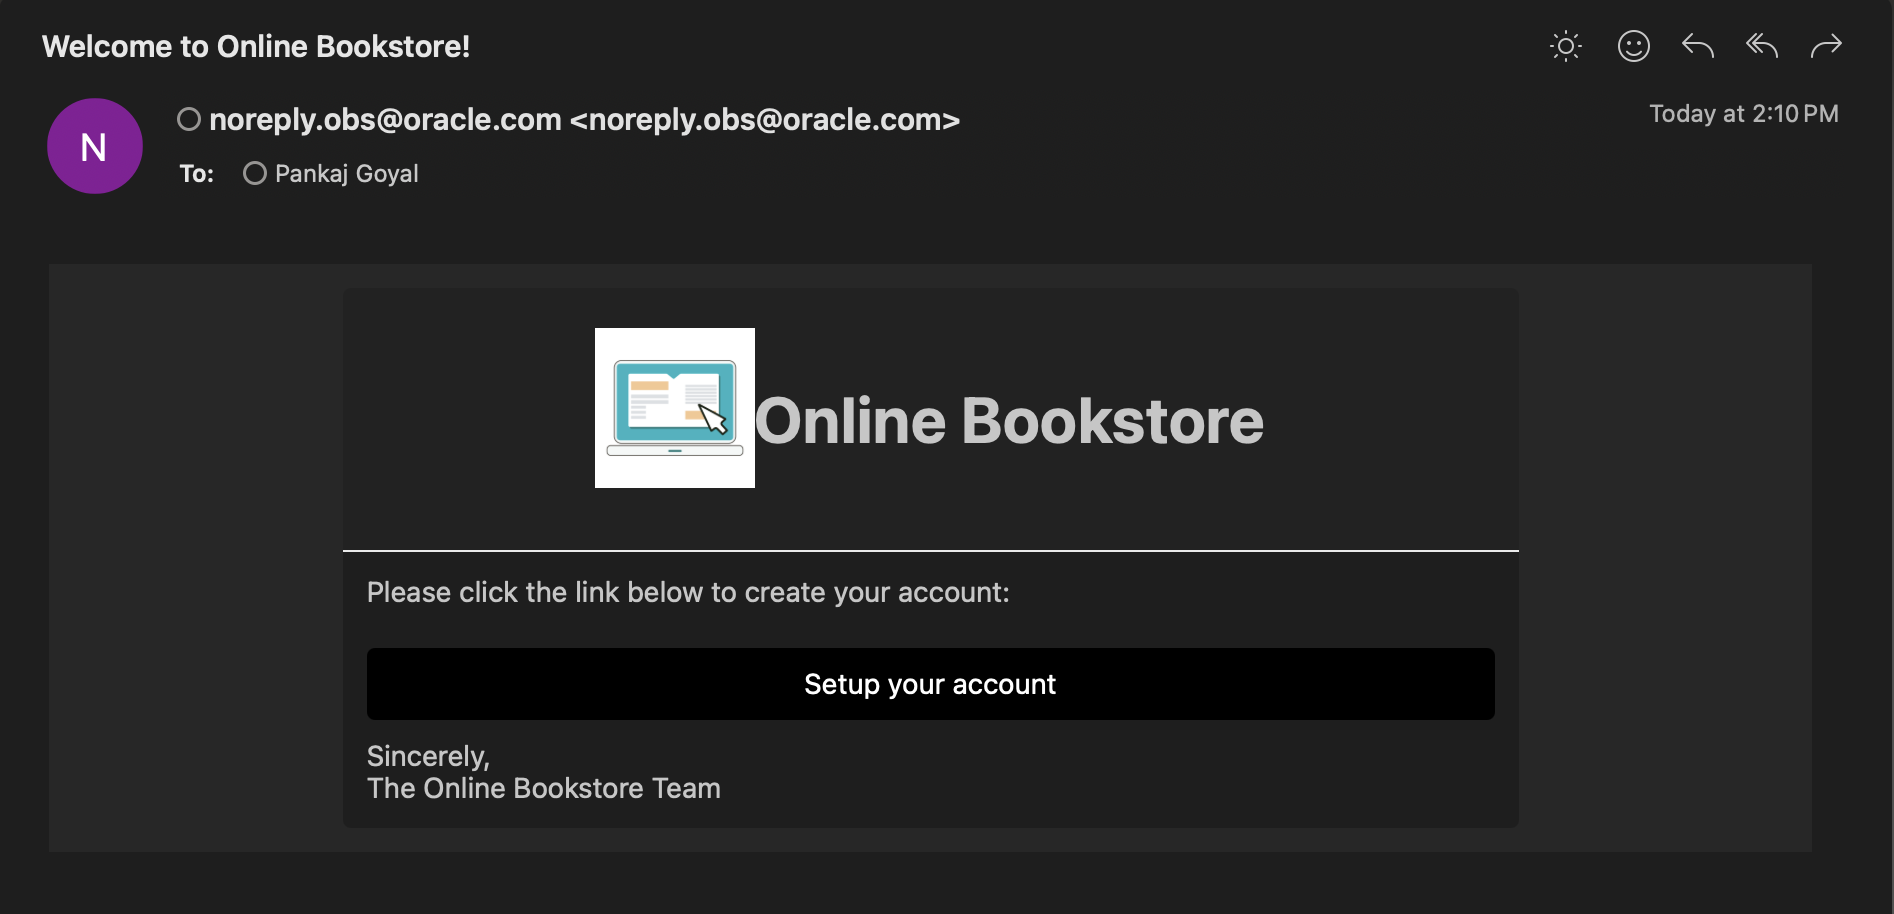 Welcome to Online Bookstore!
N
noreply.obs@oracle.com <noreply.obs@oracle.com>
Today at 2:10 PM
To: Pankaj Goyal
Online Bookstore
Please click the link below to create your account:
Setup your account
Sincerely,
The Online Bookstore Team